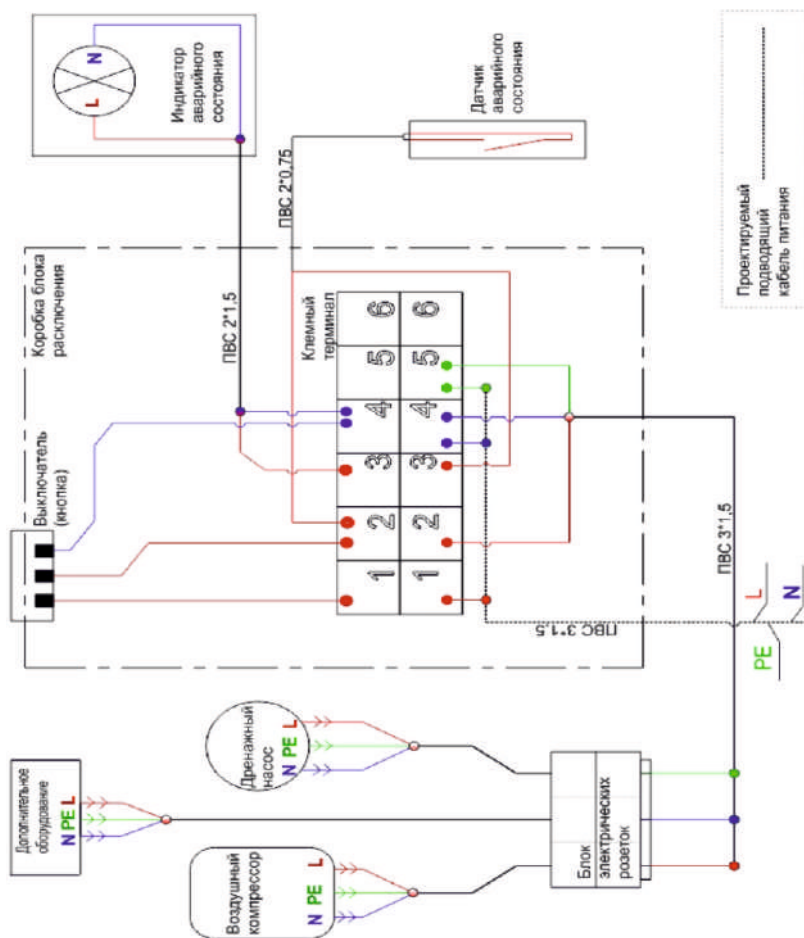 Индикатор
аварийного
состояния
L
N
Датчик
аварийного
состояния
ПВС 2*0,75
Проектируемый
подводящий
кабель питания
Коробка блока
расключения
ПВС 2*1,5
Клемный
терминал
Выключатель
(кнопка)
1
2
3
4
5
6
1
2
3
4
5
6
ПВС 3*1,5
ПВС 3*1,5
L
N
PE
Дополнительное
оборудование
N PE L
Дренажный
насос
N PE L
Воздушный
компрессор
N PE L
Блок
электрических
розеток